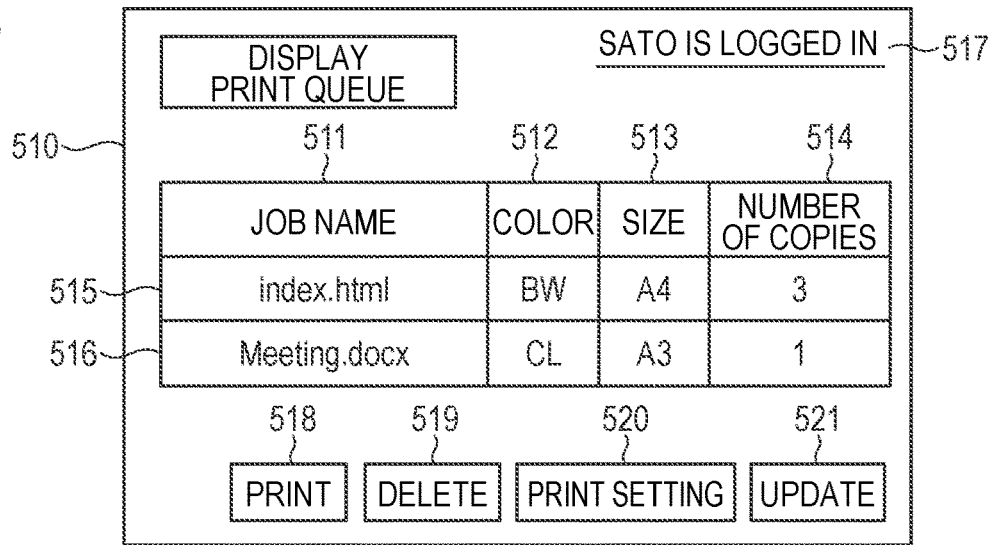 DISPLAY
PRINT QUEUE
SATO IS LOGGED IN
517
510
511
512
513
514
JOB NAME
COLOR
SIZE
NUMBER
OF COPIES
515
index.html
BW
A4
3
516
Meeting.docx
CL
A3
1
518
519
520
521
PRINT
DELETE
PRINT SETTING
UPDATE